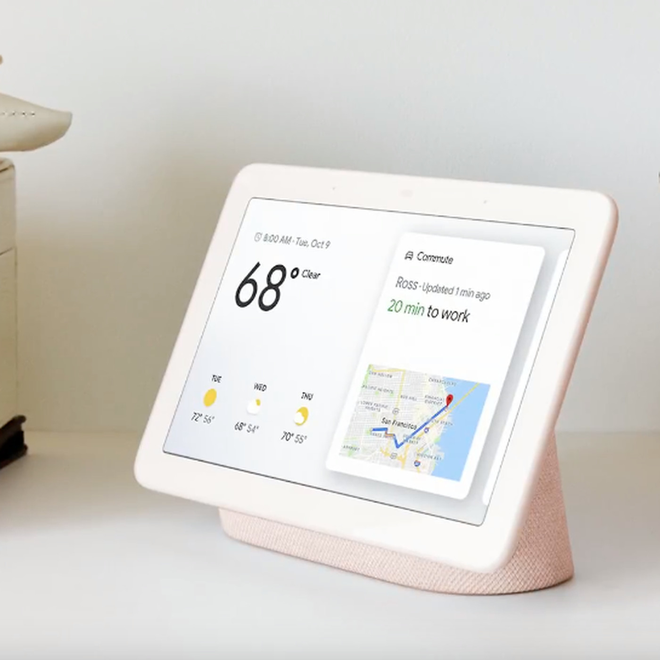 8:00 AM · Tue, Oct 9
68° Clear
TUE
72° 56°
WED
68° 54°
THU
70° 56°
Commute
Ross · Updated 1 min ago
20 min to work
San Francisco